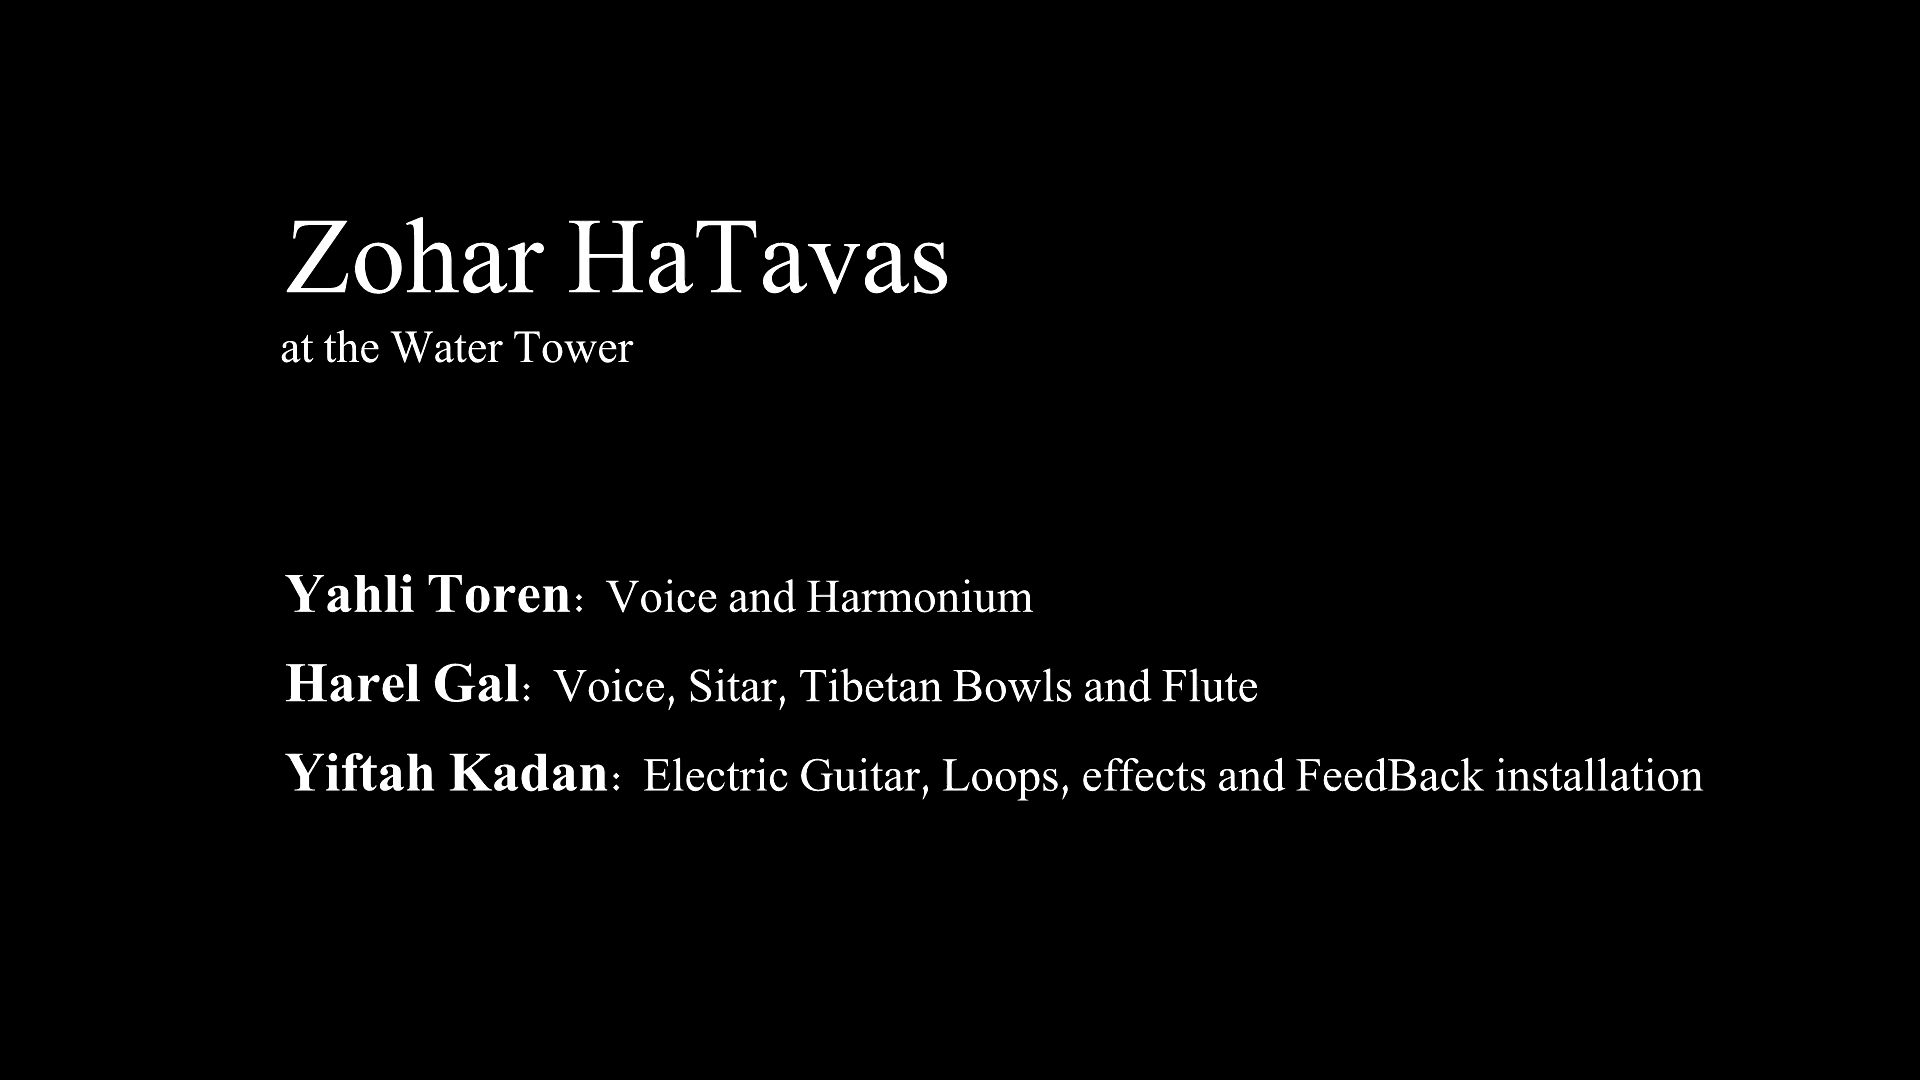 Zohar HaTavas
at the Water Tower
Yahli Toren: Voice and Harmonium
Harel Gal: Voice, Sitar, Tibetan Bowls and Flute
Yiftah Kadan: Electric Guitar, Loops, effects and FeedBack installation